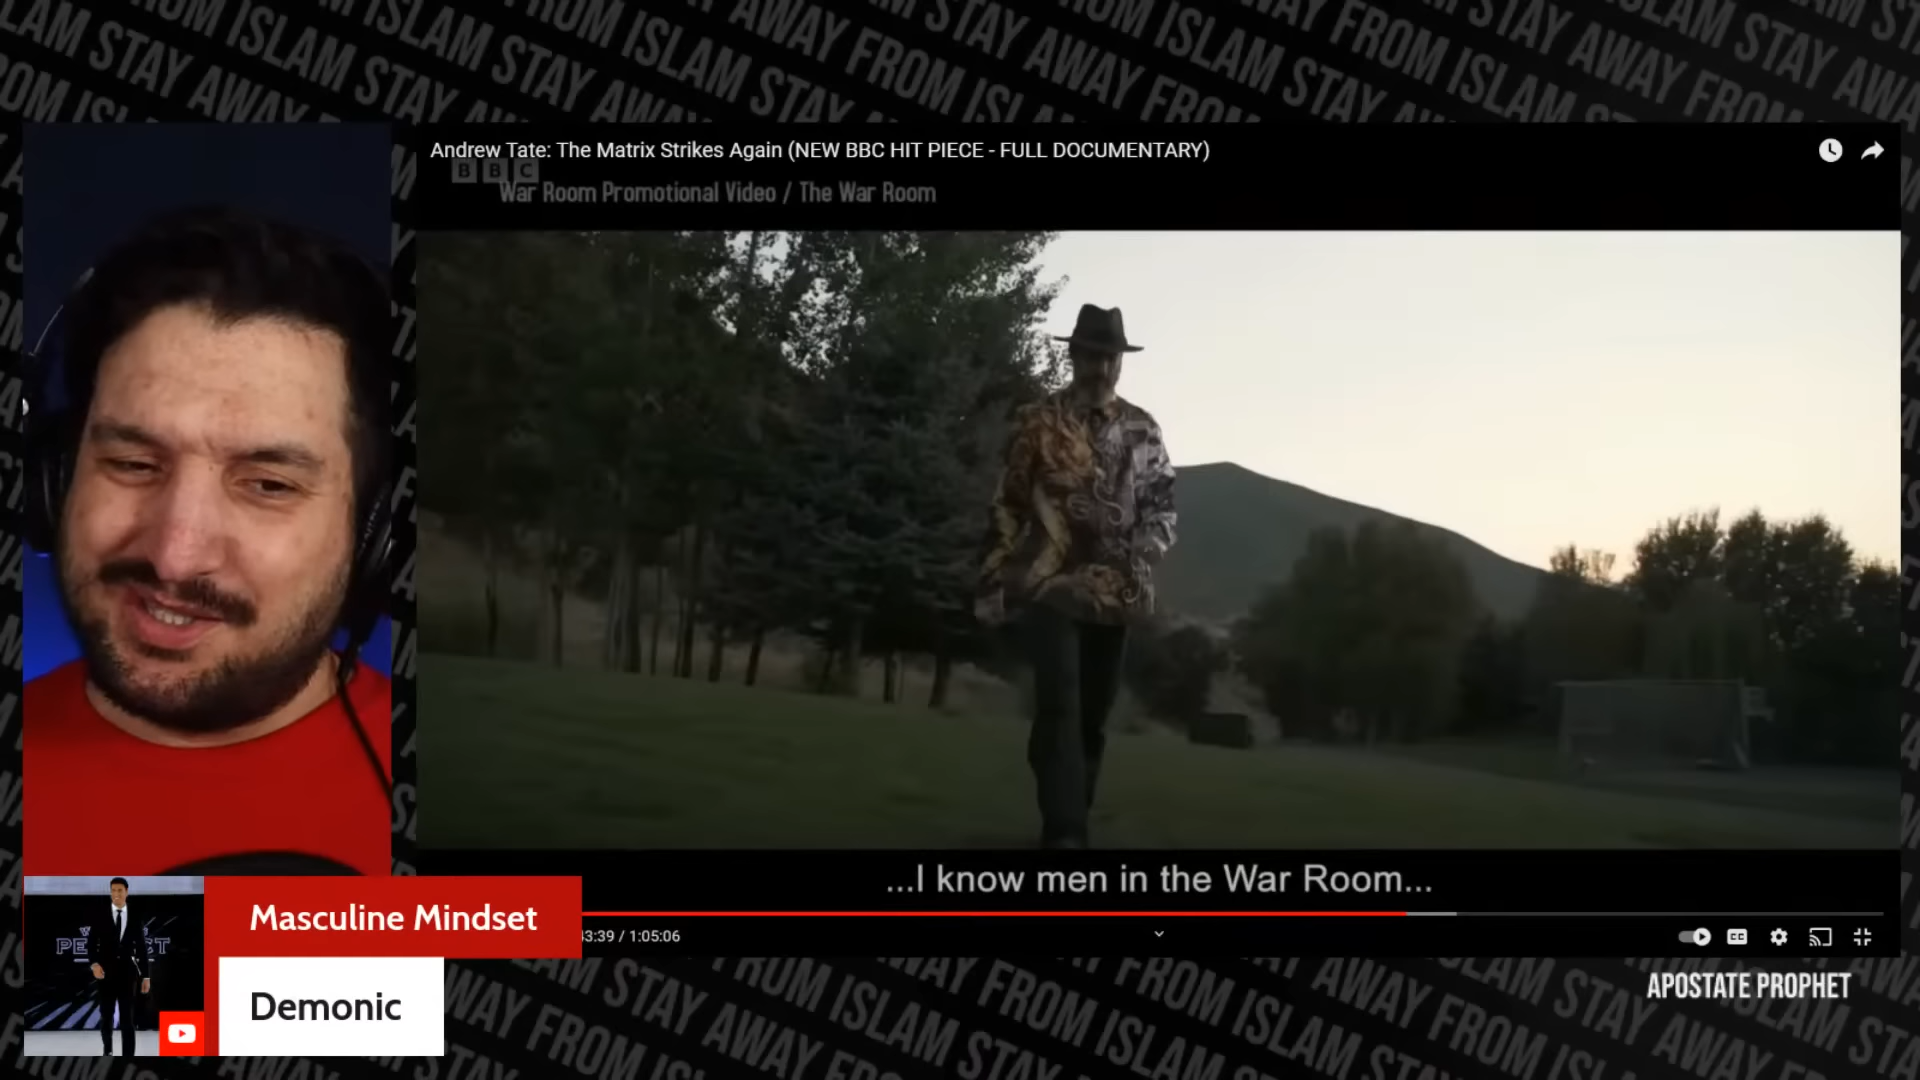 Andrew Tate: The Matrix Strikes Again (NEW BBC HIT PIECE - FULL DOCUMENTARY)
BBC
War Room Promotional Video / The War Room
...I know men in the War Room...
3:39 / 1:05:06
CC
Masculine Mindset
Demonic
APOSTATE PROPHET
STAY AWAY FROM ISLAM